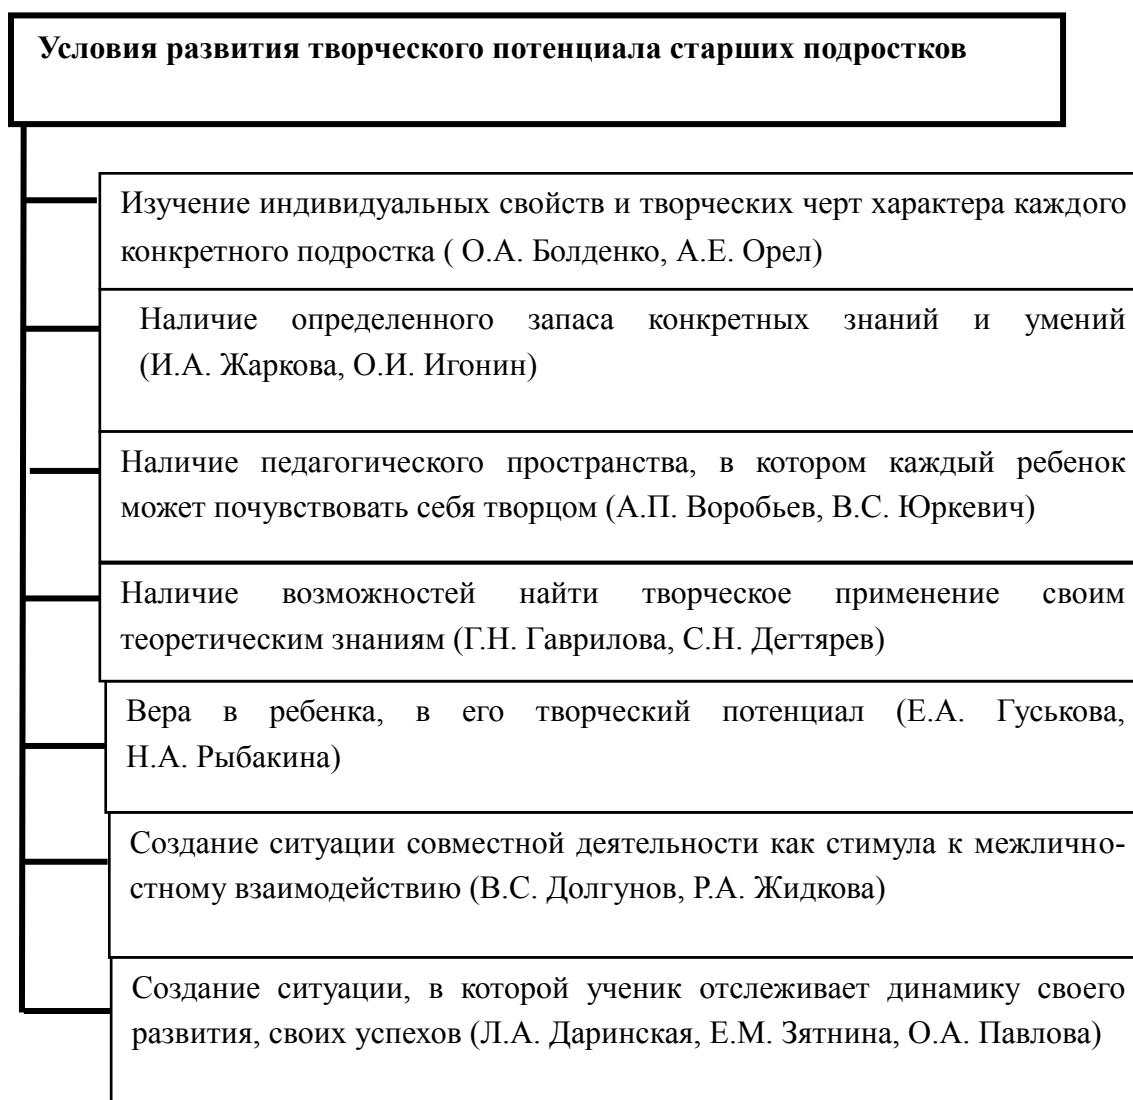 Условия развития творческого потенциала старших подростков
Изучение индивидуальных свойств и творческих черт характера каждого
конкретного подростка ( О.А. Болденко, А.Е. Орел)
Наличие определенного запаса конкретных знаний и умений
(И.А. Жаркова, О.И. Игонин)
Наличие педагогического пространства, в котором каждый ребенок
может почувствовать себя творцом (А.П. Воробьев, В.С. Юркевич)
Наличие возможностей найти творческое применение своим
теоретическим знаниям (Г.Н. Гаврилова, С.Н. Дегтярев)
Вера в ребенка, в его творческий потенциал (Е.А. Гуськова,
Н.А. Рыбакина)
Создание ситуации совместной деятельности как стимула к межлично-
стному взаимодействию (В.С. Долгунов, Р.А. Жидкова)
Создание ситуации, в которой ученик отслеживает динамику своего
развития, своих успехов (Л.А. Даринская, Е.М. Зятнина, О.А. Павлова)